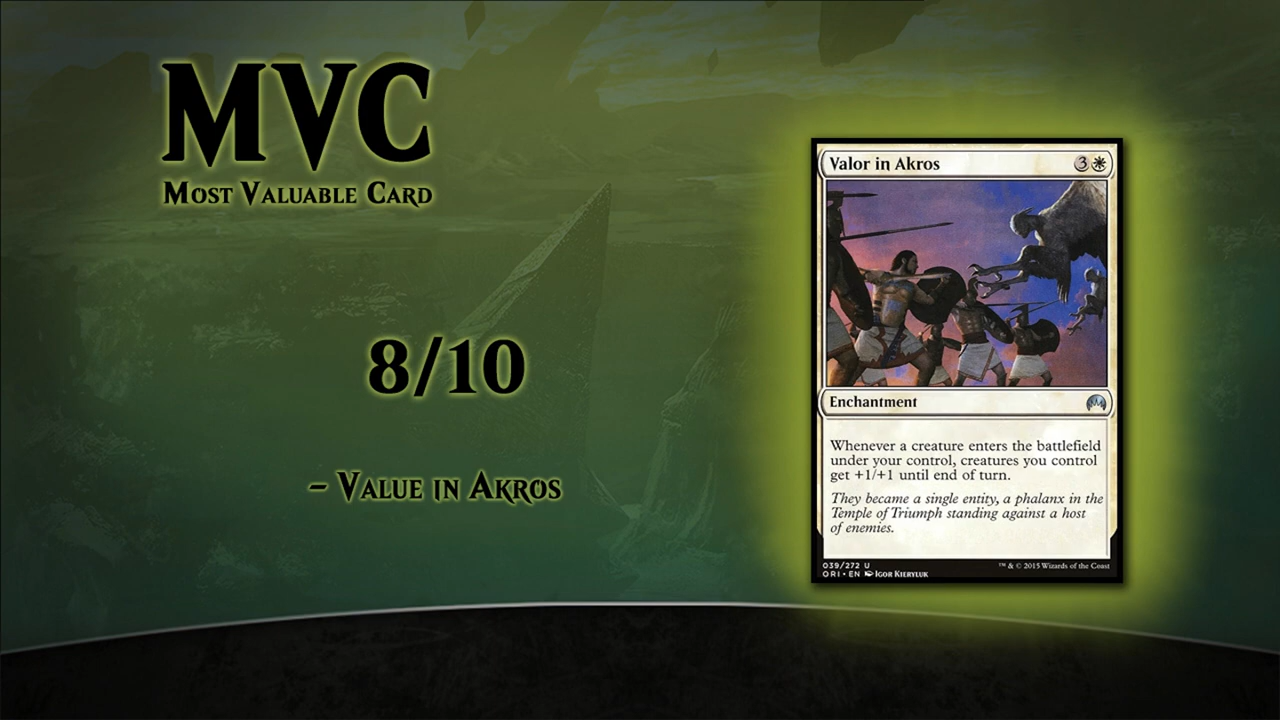 MVC
Most Valuable Card
8/10
– Value in Akros
Valor in Akros
3
Enchantment
Whenever a creature enters the battlefield
under your control, creatures you control
get +1/+1 until end of turn.
They became a single entity, a phalanx in the
Temple of Triumph standing against a host
of enemies.
039/272 U
ORI • EN Igor Kieryluk
™ & © 2015 Wizards of the Coast